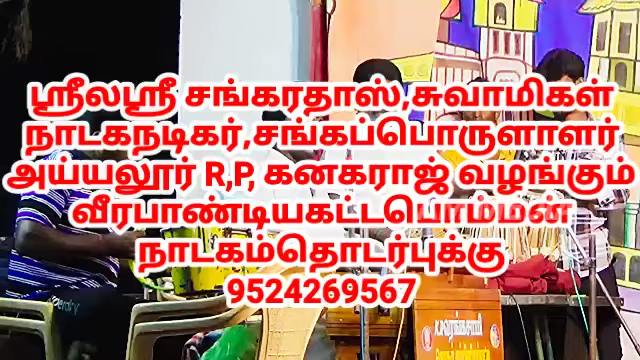 ஸ்ரீலஸ்ரீ சங்கரதாஸ்,சுவாமிகள்
நாடகநடிகர்,சங்கப்பொருளாளர்
அய்யலூர் R,P, கனகராஜ் வழங்கும்
வீரபாண்டியகட்டபொம்மன்
நாடகம்தொடர்புக்கு
9524269567